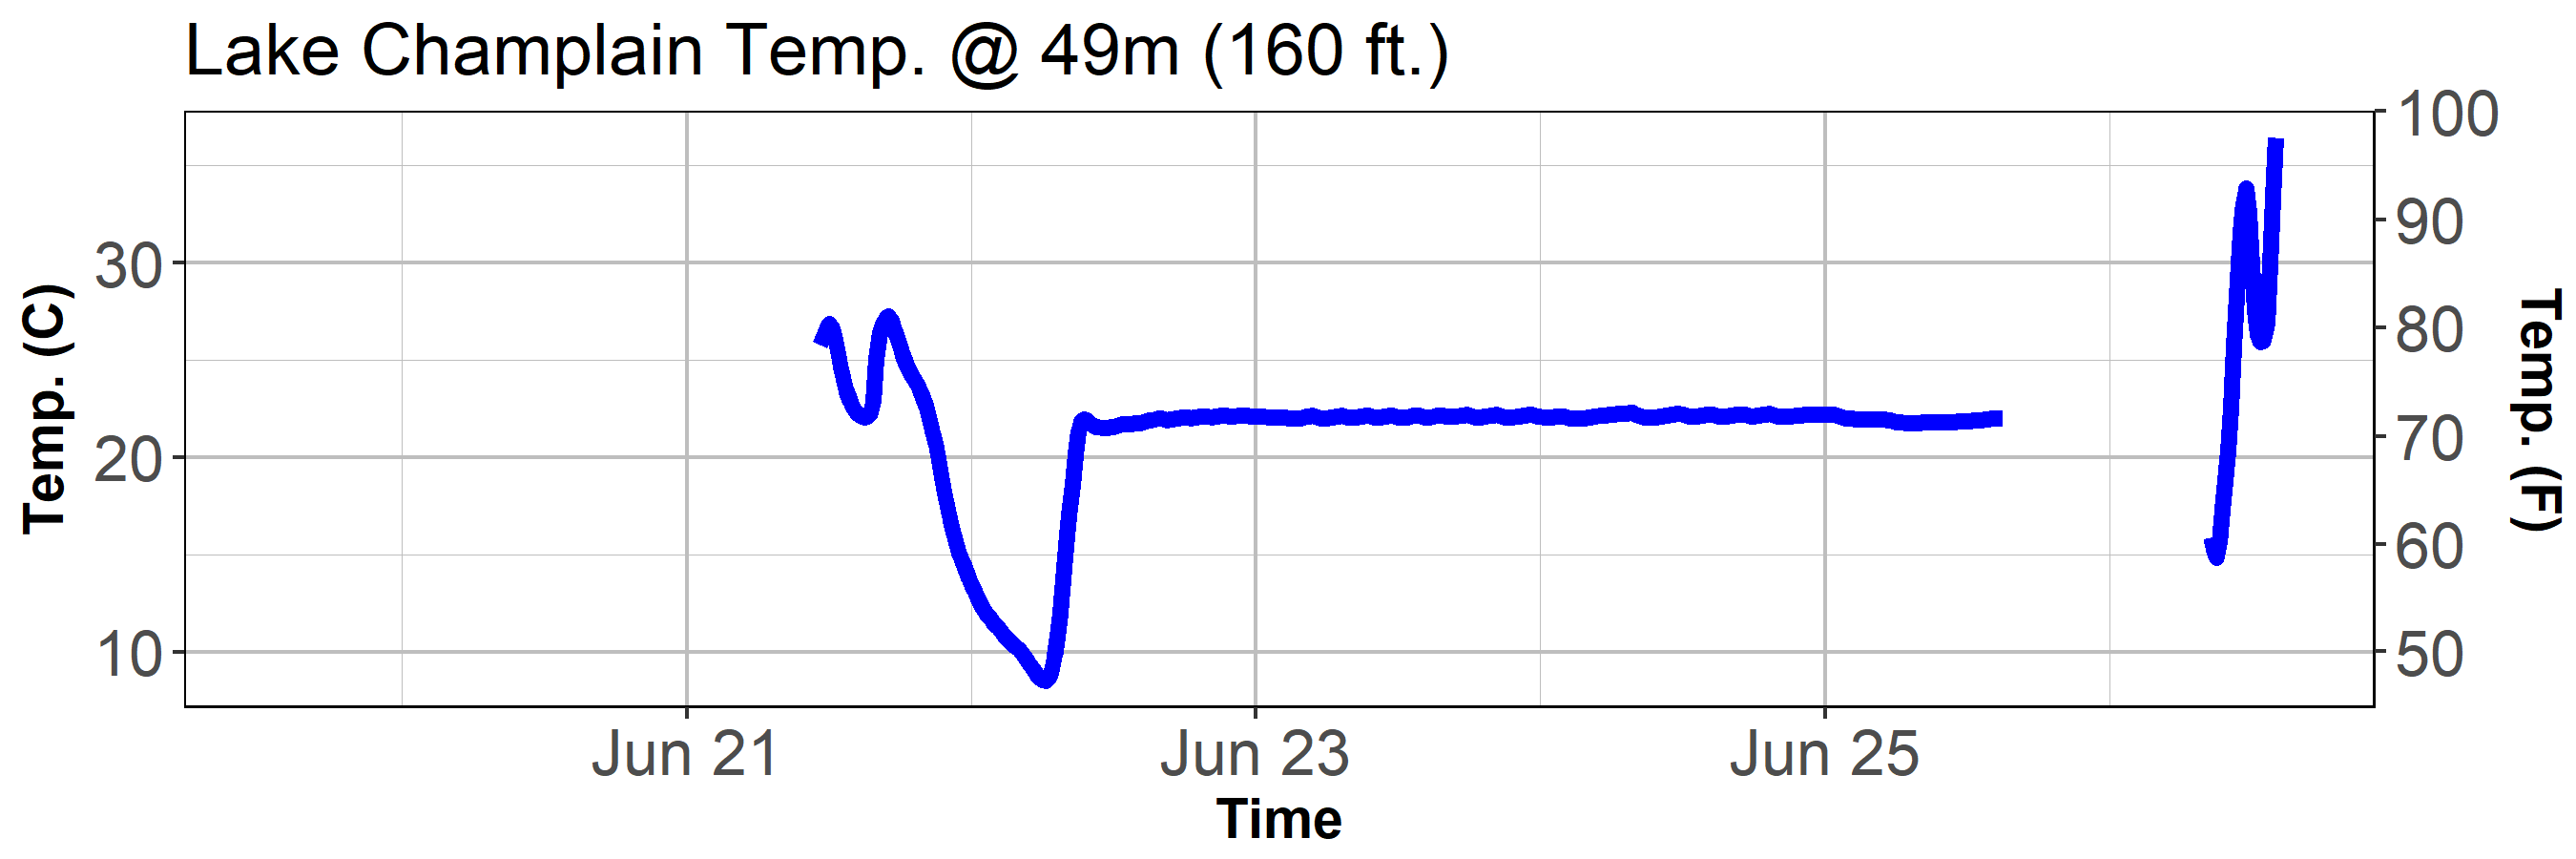 Lake Champlain Temp. @ 49m (160 ft.)
100
90
80
70
60
50
30
20
10
Temp. (C)
Temp. (F)
Jun 21
Jun 23
Jun 25
Time